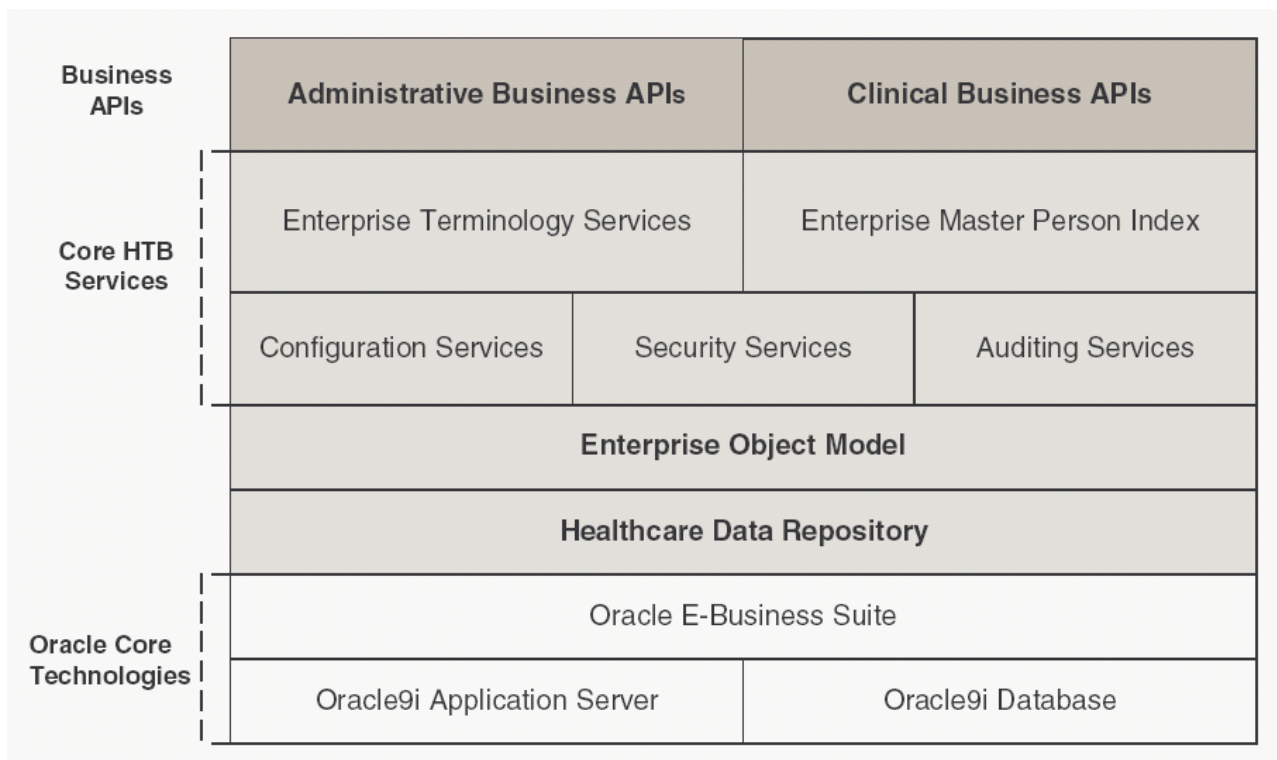 Business
APIs
Administrative Business APIs
Clinical Business APIs
Enterprise Terminology Services
Enterprise Master Person Index
Core HTB
Services
Configuration Services
Security Services
Auditing Services
Enterprise Object Model
Healthcare Data Repository
Oracle E-Business Suite
Oracle Core
Technologies
Oracle9i Application Server
Oracle9i Database